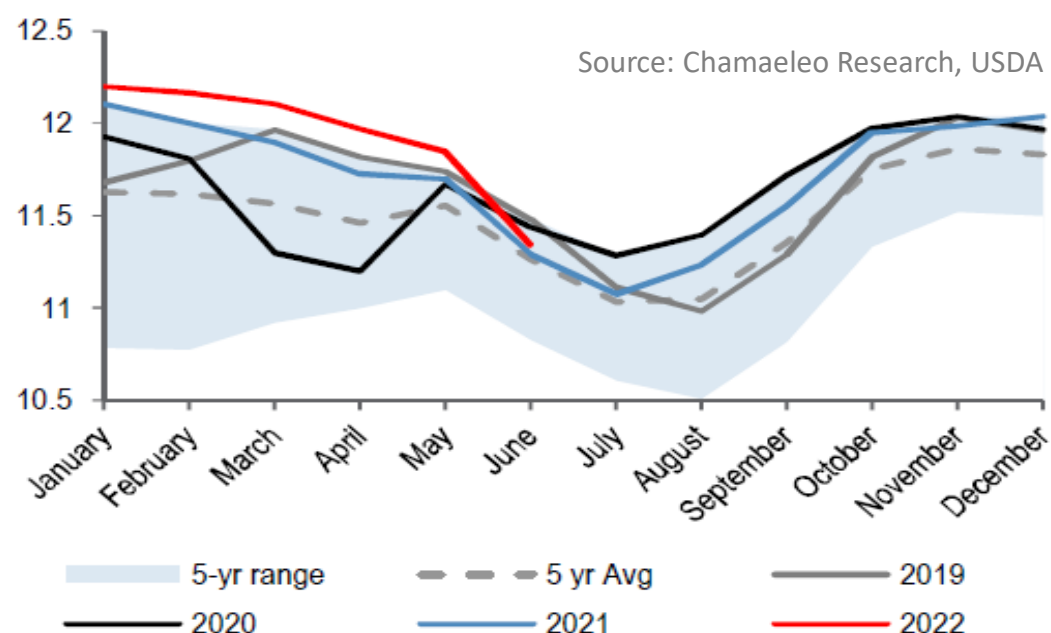 12.5
Source: Chamaeleo Research, USDA
12
11.5
11
10.5
January
February
March
April
May
June
July
August
September
October
November
December
5-yr range
5 yr Avg
2019
2020
2021
2022